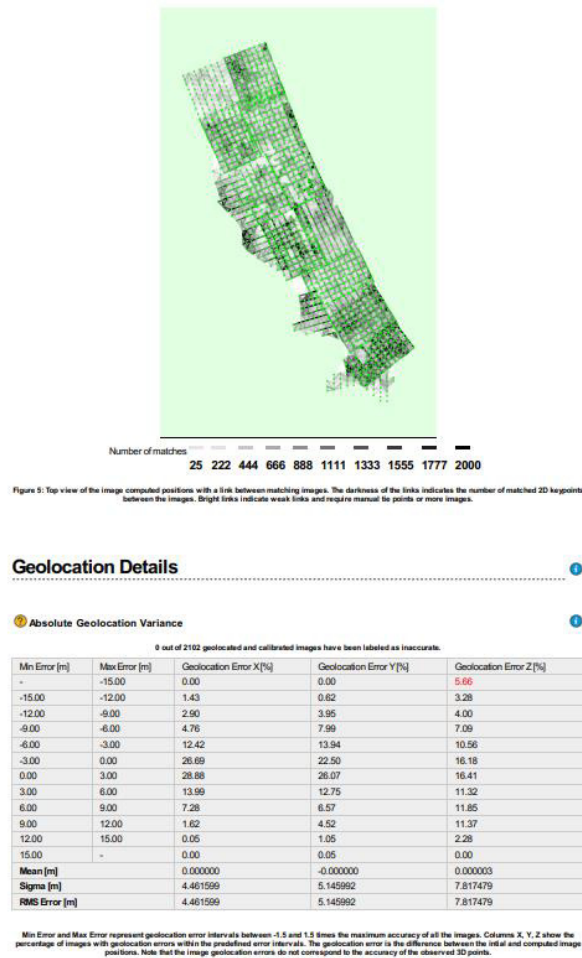 Number of matches
25 222 444 666 888 1111 1333 1555 1777 2000
Figure 5: Top view of the image computed positions with a link between matching images. The darkness of the links indicates the number of matched 2D keypoints
between the images. Bright links indicate weak links and require manual tie points or more images.
Geolocation Details
Absolute Geolocation Variance
0 out of 2102 geolocated and calibrated images have been labeled as inaccurate.
Min Error [m] Max Error [m] Geolocation Error X [%] Geolocation Error Y [%] Geolocation Error Z [%]
- -15.00 0.00 0.00 5.66
-15.00 -12.00 1.43 0.62 3.28
-12.00 -9.00 2.90 3.95 4.00
-9.00 -6.00 4.76 7.99 7.09
-6.00 -3.00 12.42 13.94 10.56
-3.00 0.00 26.69 22.50 16.18
0.00 3.00 28.88 26.07 16.41
3.00 6.00 13.99 12.75 11.32
6.00 9.00 7.28 6.57 11.85
9.00 12.00 1.62 4.52 11.37
12.00 15.00 0.05 1.05 2.28
15.00 - 0.00 0.05 0.00
Mean [m] 0.000000 -0.000000 0.000003
Sigma [m] 4.461599 5.145992 7.817479
RMS Error [m] 4.461599 5.145992 7.817479
Min Error and Max Error represent geolocation error intervals between -1.5 and 1.5 times the maximum accuracy of all the images. Columns X, Y, Z show the
percentage of images with geolocation errors within the predefined error intervals. The geolocation error is the difference between the intial and computed image
positions. Note that the image geolocation errors do not correspond to the accuracy of the observed 3D points.